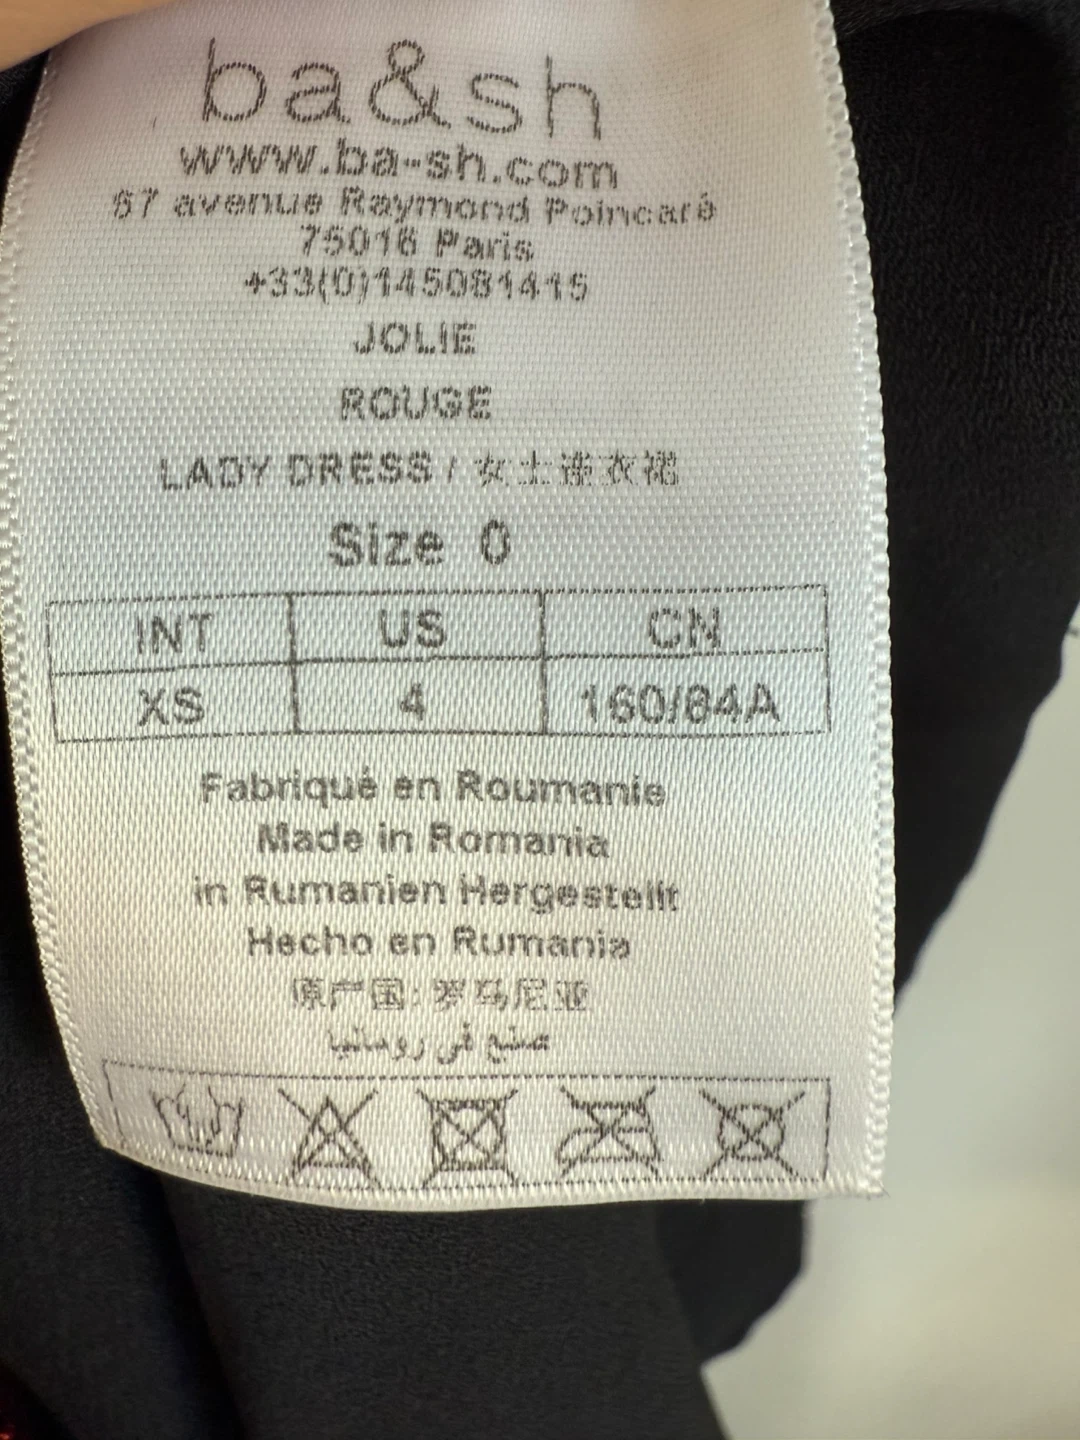 ba&sh
www.ba-sh.com
67 avenue Raymond Poincaré
75016 Paris
+33(0)145081415
JOLIE
ROUGE
LADY DRESS / 女士连衣裙
Size 0
INT US CN
XS 4 160/84A
Fabriqué en Roumanie
Made in Romania
in Rumanien Hergestellt
Hecho en Rumania
原产国: 罗马尼亚
صنع في رومانيا